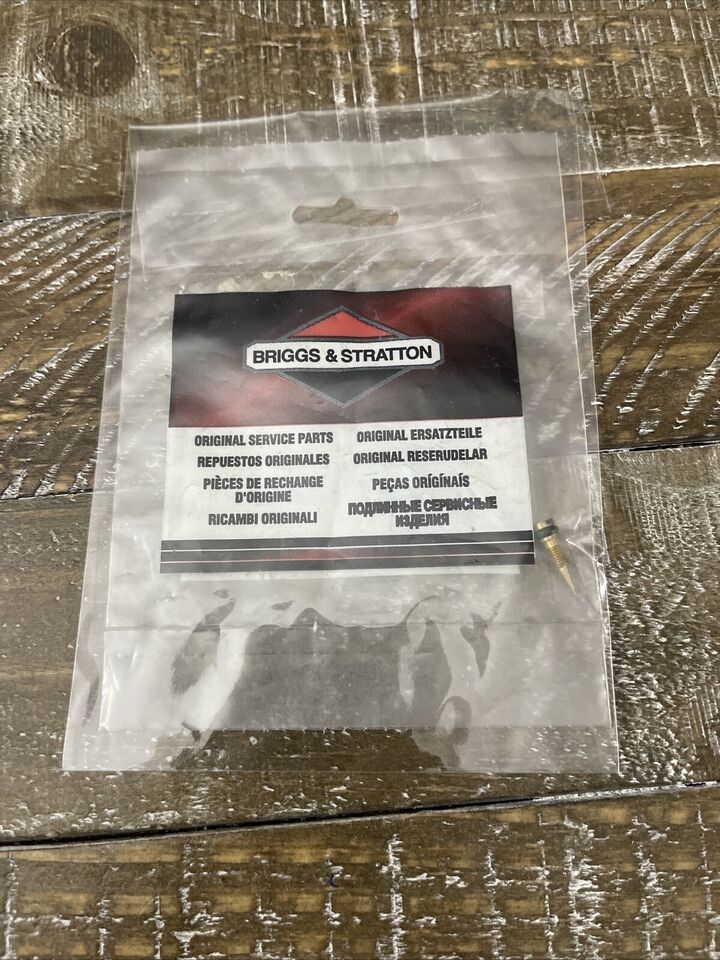 BRIGGS & STRATTON
ORIGINAL SERVICE PARTS
REPUESTOS ORIGINALES
PIÈCES DE RECHANGE
D'ORIGINE
RICAMBI ORIGINALI
ORIGINAL ERSATZTEILE
ORIGINAL RESERUDELAR
PEÇAS ORÍGÍNAÍS
ПОДЛИННЫЕ СЕРВИСНЫЕ
ИЗДЕЛИЯ